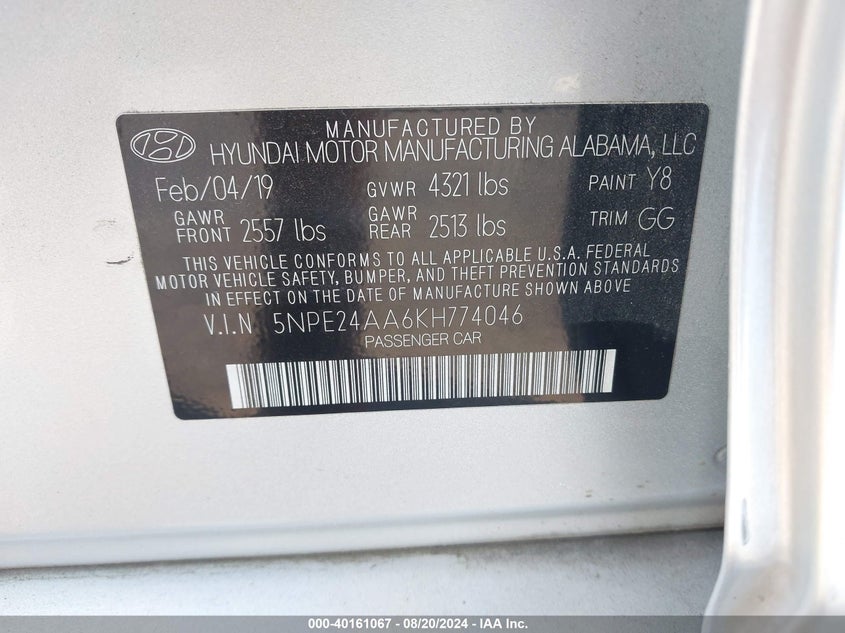 MANUFACTURED BY
HYUNDAI MOTOR MANUFACTURING ALABAMA, LLC
Feb/04/19 GVWR 4321 lbs PAINT Y8
GAWR FRONT 2557 lbs GAWR REAR 2513 lbs TRIM GG
THIS VEHICLE CONFORMS TO ALL APPLICABLE U.S.A. FEDERAL
MOTOR VEHICLE SAFETY, BUMPER, AND THEFT PREVENTION STANDARDS
IN EFFECT ON THE DATE OF MANUFACTURE SHOWN ABOVE.
V.I.N 5NPE24AA6KH774046
PASSENGER CAR
000-40161067 | 08/20/2024 | IAA Inc.